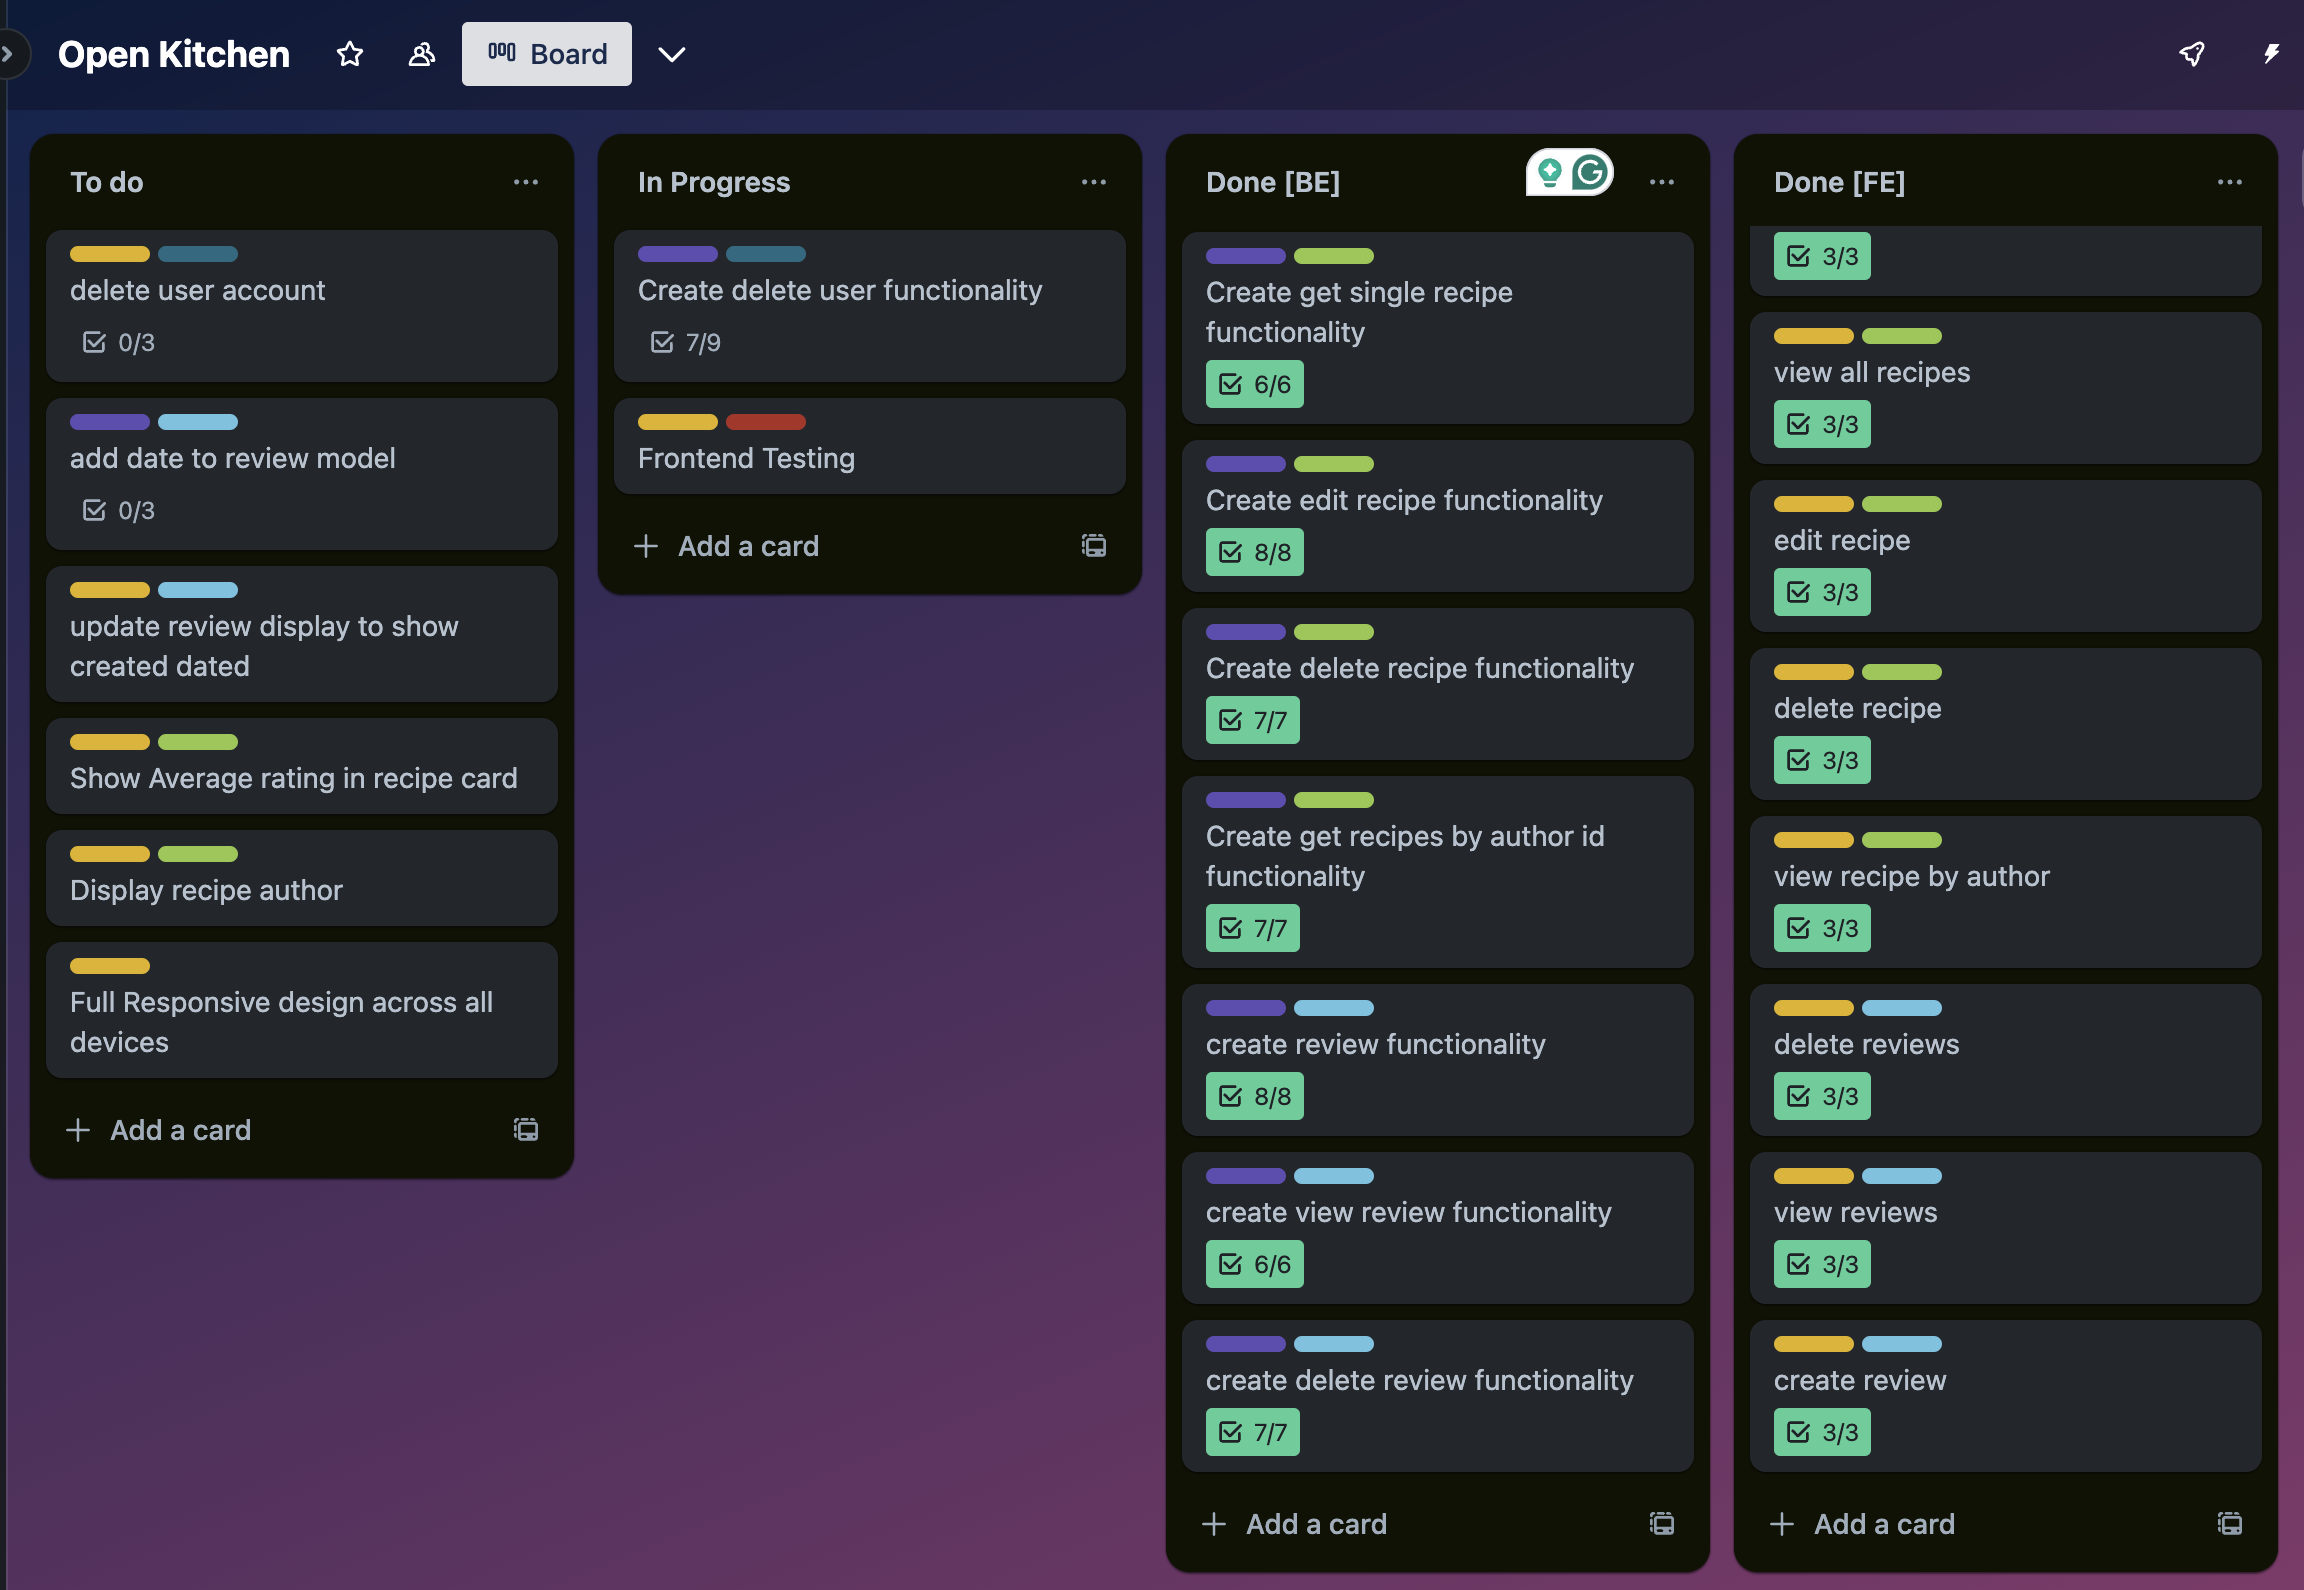 Open Kitchen
Board
To do
delete user account
0/3
add date to review model
0/3
update review display to show
created dated
Show Average rating in recipe card
Display recipe author
Full Responsive design across all
devices
Add a card
In Progress
Create delete user functionality
7/9
Frontend Testing
Add a card
Done [BE]
Create get single recipe
functionality
6/6
Create edit recipe functionality
8/8
Create delete recipe functionality
7/7
Create get recipes by author id
functionality
7/7
create review functionality
8/8
create view review functionality
6/6
create delete review functionality
7/7
Add a card
Done [FE]
3/3
view all recipes
3/3
edit recipe
3/3
delete recipe
3/3
view recipe by author
3/3
delete reviews
3/3
view reviews
3/3
create review
3/3
Add a card